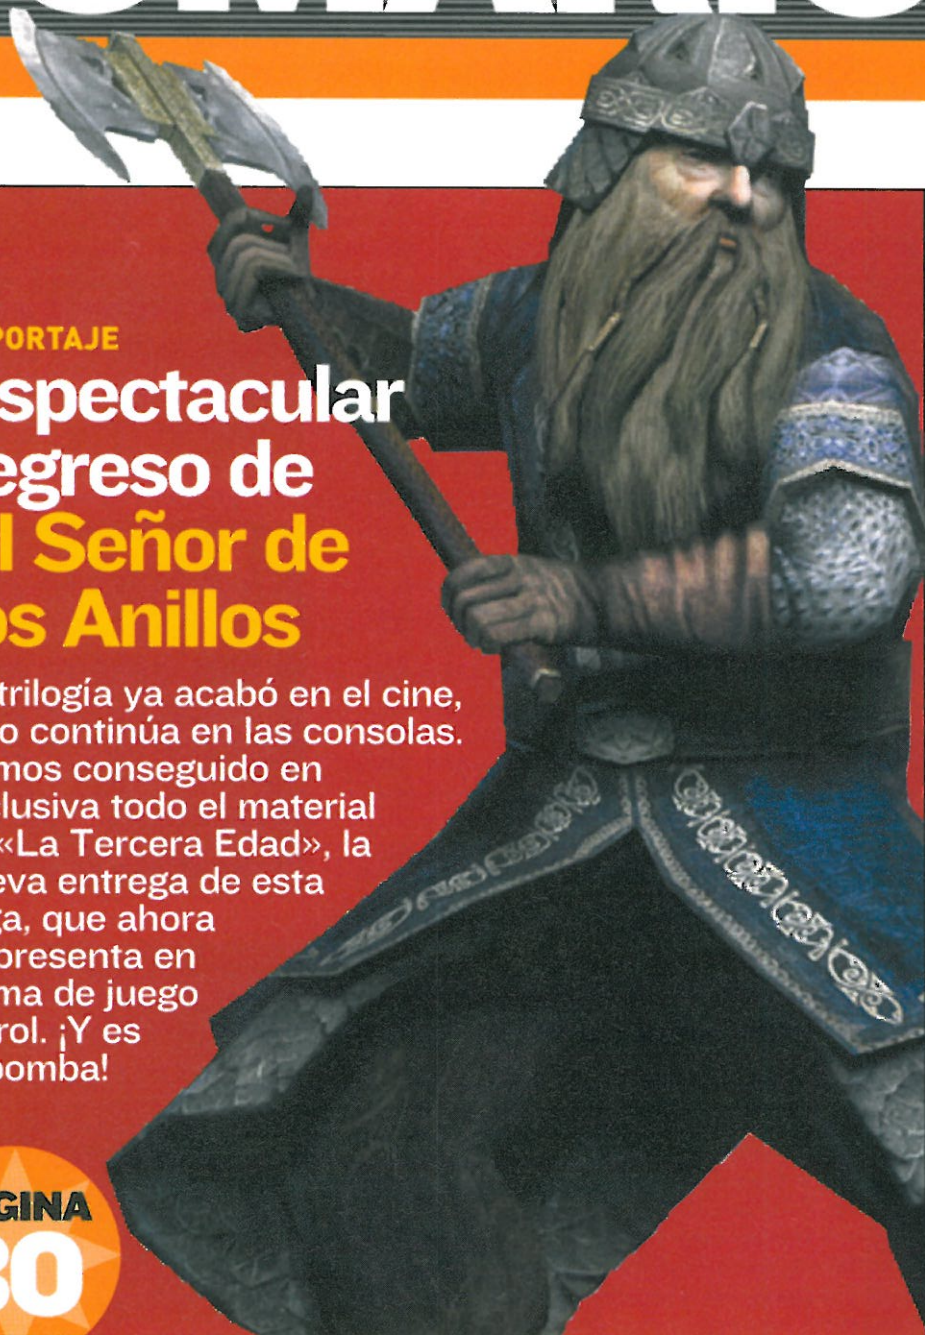 PORTAJE
spectacular
egreso de
l Señor de
os Anillos
trilogía ya acabó en el cine,
o continúa en las consolas.
mos conseguido en
lusiva todo el material
«La Tercera Edad», la
eva entrega de esta
ga, que ahora
presenta en
ma de juego
rol. ¡Y es
bomba!
GINA